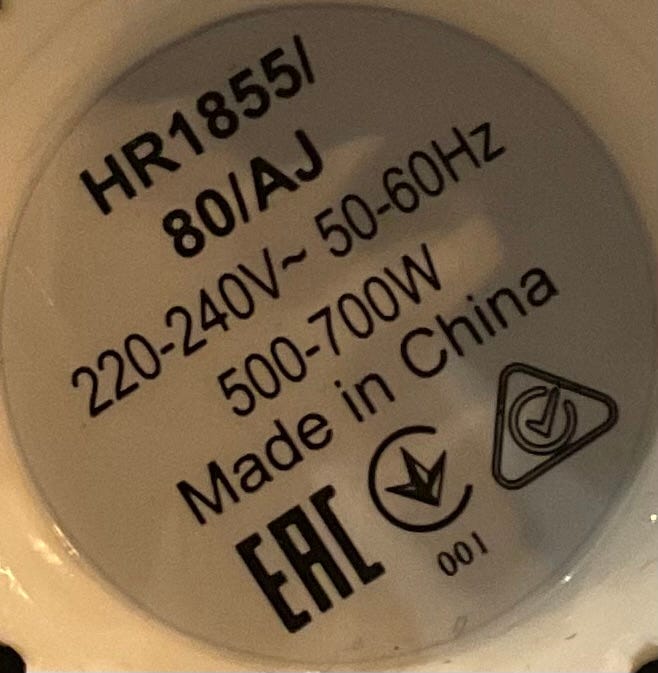 HR1855/
80/AJ
220-240V~ 50-60Hz
500-700W
Made in China
EAC
001